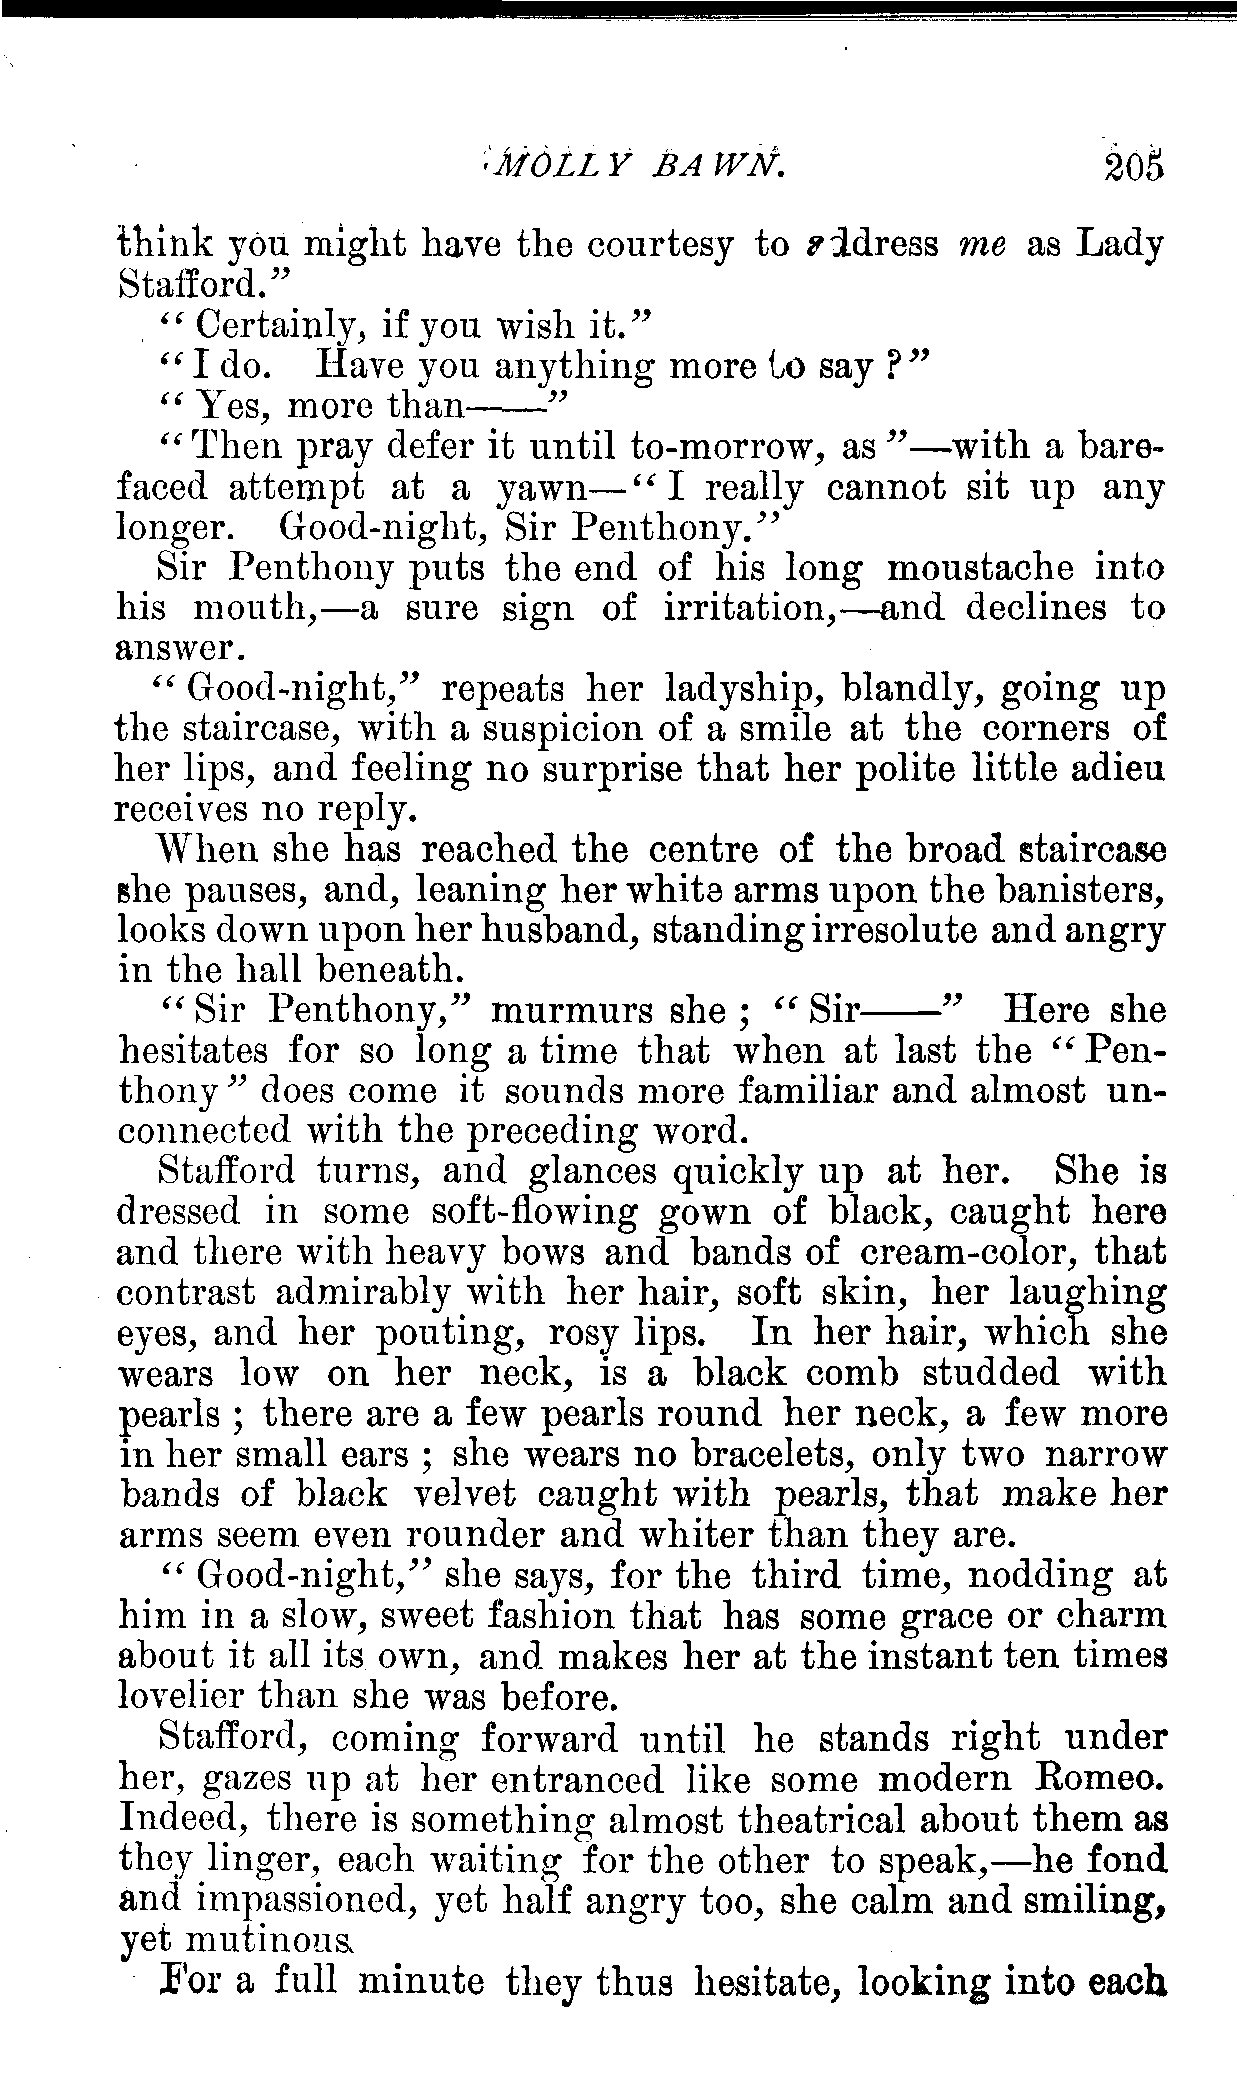 MOLLY BAWN. 205
think you might have the courtesy to address me as Lady
Stafford."
"Certainly, if you wish it."
"I do. Have you anything more to say?"
"Yes, more than——"
"Then pray defer it until to-morrow, as"—with a bare-
faced attempt at a yawn—"I really cannot sit up any
longer. Good-night, Sir Penthony."
Sir Penthony puts the end of his long moustache into
his mouth,—a sure sign of irritation,—and declines to
answer.
"Good-night," repeats her ladyship, blandly, going up
the staircase, with a suspicion of a smile at the corners of
her lips, and feeling no surprise that her polite little adieu
receives no reply.
When she has reached the centre of the broad staircase
she pauses, and, leaning her white arms upon the banisters,
looks down upon her husband, standing irresolute and angry
in the hall beneath.
"Sir Penthony," murmurs she; "Sir——" Here she
hesitates for so long a time that when at last the "Pen-
thony" does come it sounds more familiar and almost un-
connected with the preceding word.
Stafford turns, and glances quickly up at her. She is
dressed in some soft-flowing gown of black, caught here
and there with heavy bows and bands of cream-color, that
contrast admirably with her hair, soft skin, her laughing
eyes, and her pouting, rosy lips. In her hair, which she
wears low on her neck, is a black comb studded with
pearls; there are a few pearls round her neck, a few more
in her small ears; she wears no bracelets, only two narrow
bands of black velvet caught with pearls, that make her
arms seem even rounder and whiter than they are.
"Good-night," she says, for the third time, nodding at
him in a slow, sweet fashion that has some grace or charm
about it all its own, and makes her at the instant ten times
lovelier than she was before.
Stafford, coming forward until he stands right under
her, gazes up at her entranced like some modern Romeo.
Indeed, there is something almost theatrical about them as
they linger, each waiting for the other to speak,—he fond
and impassioned, yet half angry too, she calm and smiling,
yet mutinous.
For a full minute they thus hesitate, looking into each